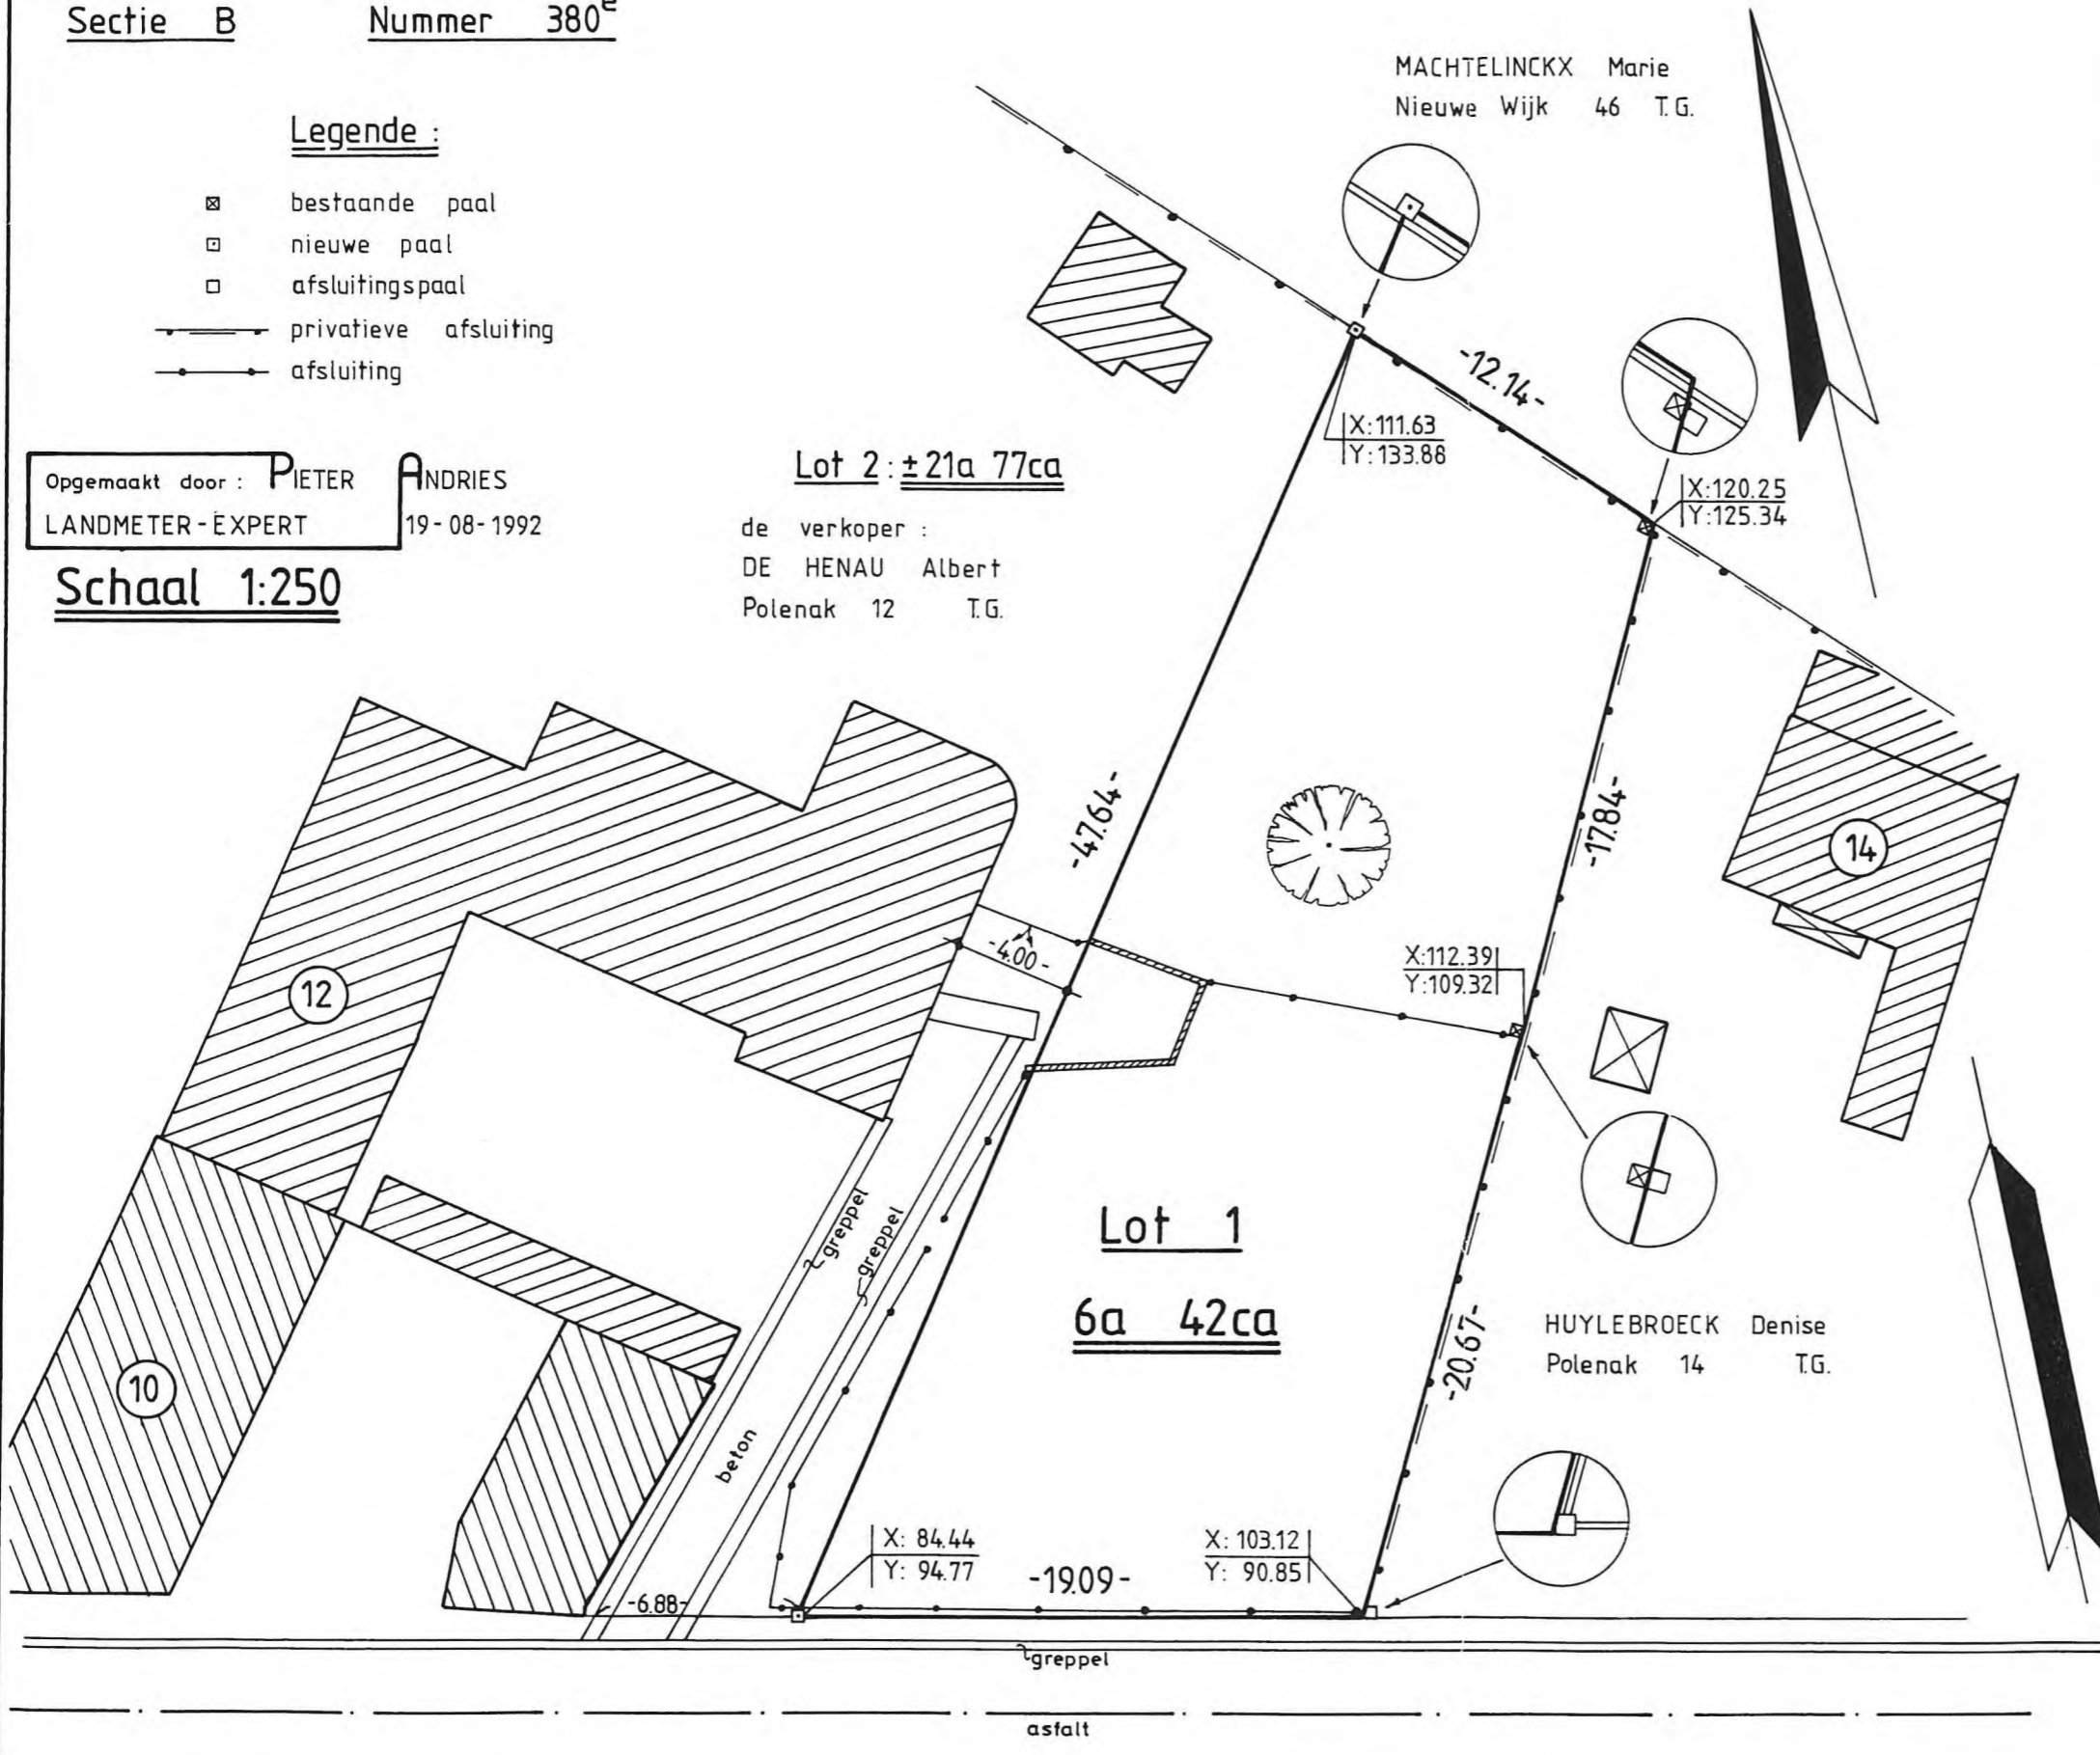 Sectie B Nummer 380e
Legende :
bestaande paal
nieuwe paal
afsluitingspaal
privatieve afsluiting
afsluiting
Opgemaakt door : PIETER ANDRIES
LANDMETER-EXPERT 19-08-1992
Schaal 1:250
MACHTELINCKX Marie
Nieuwe Wijk 46 T.G.
-12.14-
X:111.63
Y:133.88
X:120.25
Y:125.34
Lot 2 : ±21a 77ca
de verkoper :
DE HENAU Albert
Polenak 12 T.G.
-47.64-
-17.84-
14
-4.00-
X:112.39
Y:109.32
12
greppel
greppel
Lot 1
6a 42ca
-20.67-
HUYLEBROECK Denise
Polenak 14 T.G.
10
beton
X: 84.44
Y: 94.77
-19.09-
X: 103.12
Y: 90.85
-6.88-
greppel
asfalt